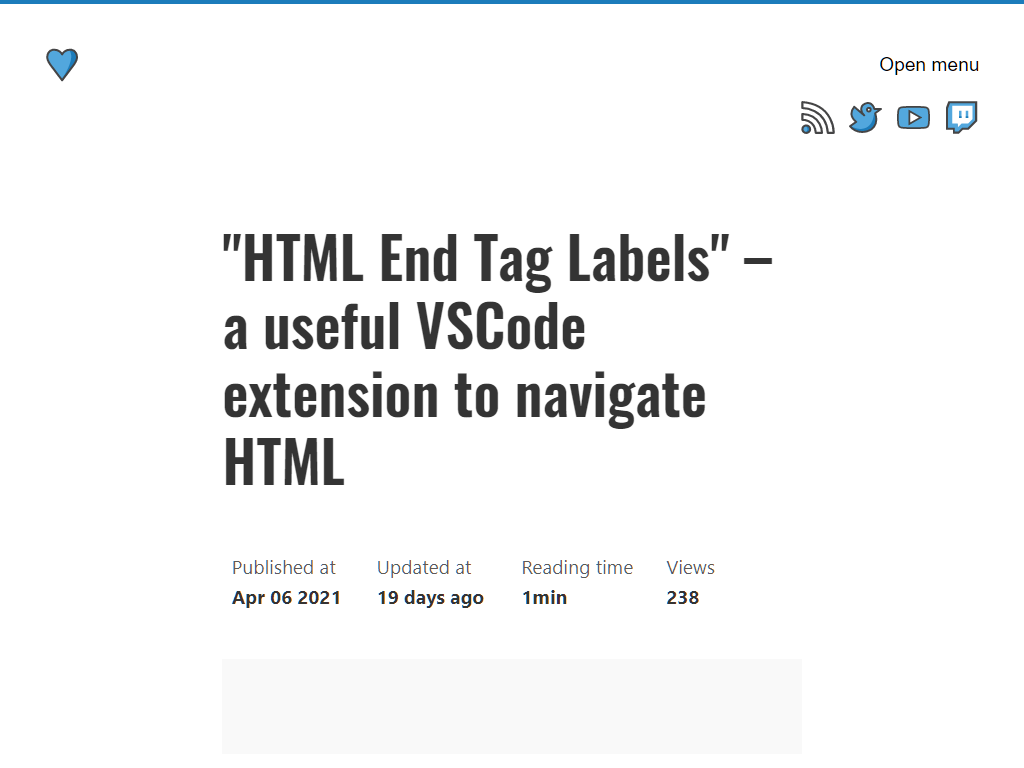 Open menu
"HTML End Tag Labels" –
a useful VSCode
extension to navigate
HTML
Published at
Updated at
Reading time
Views
Apr 06 2021
19 days ago
1min
238